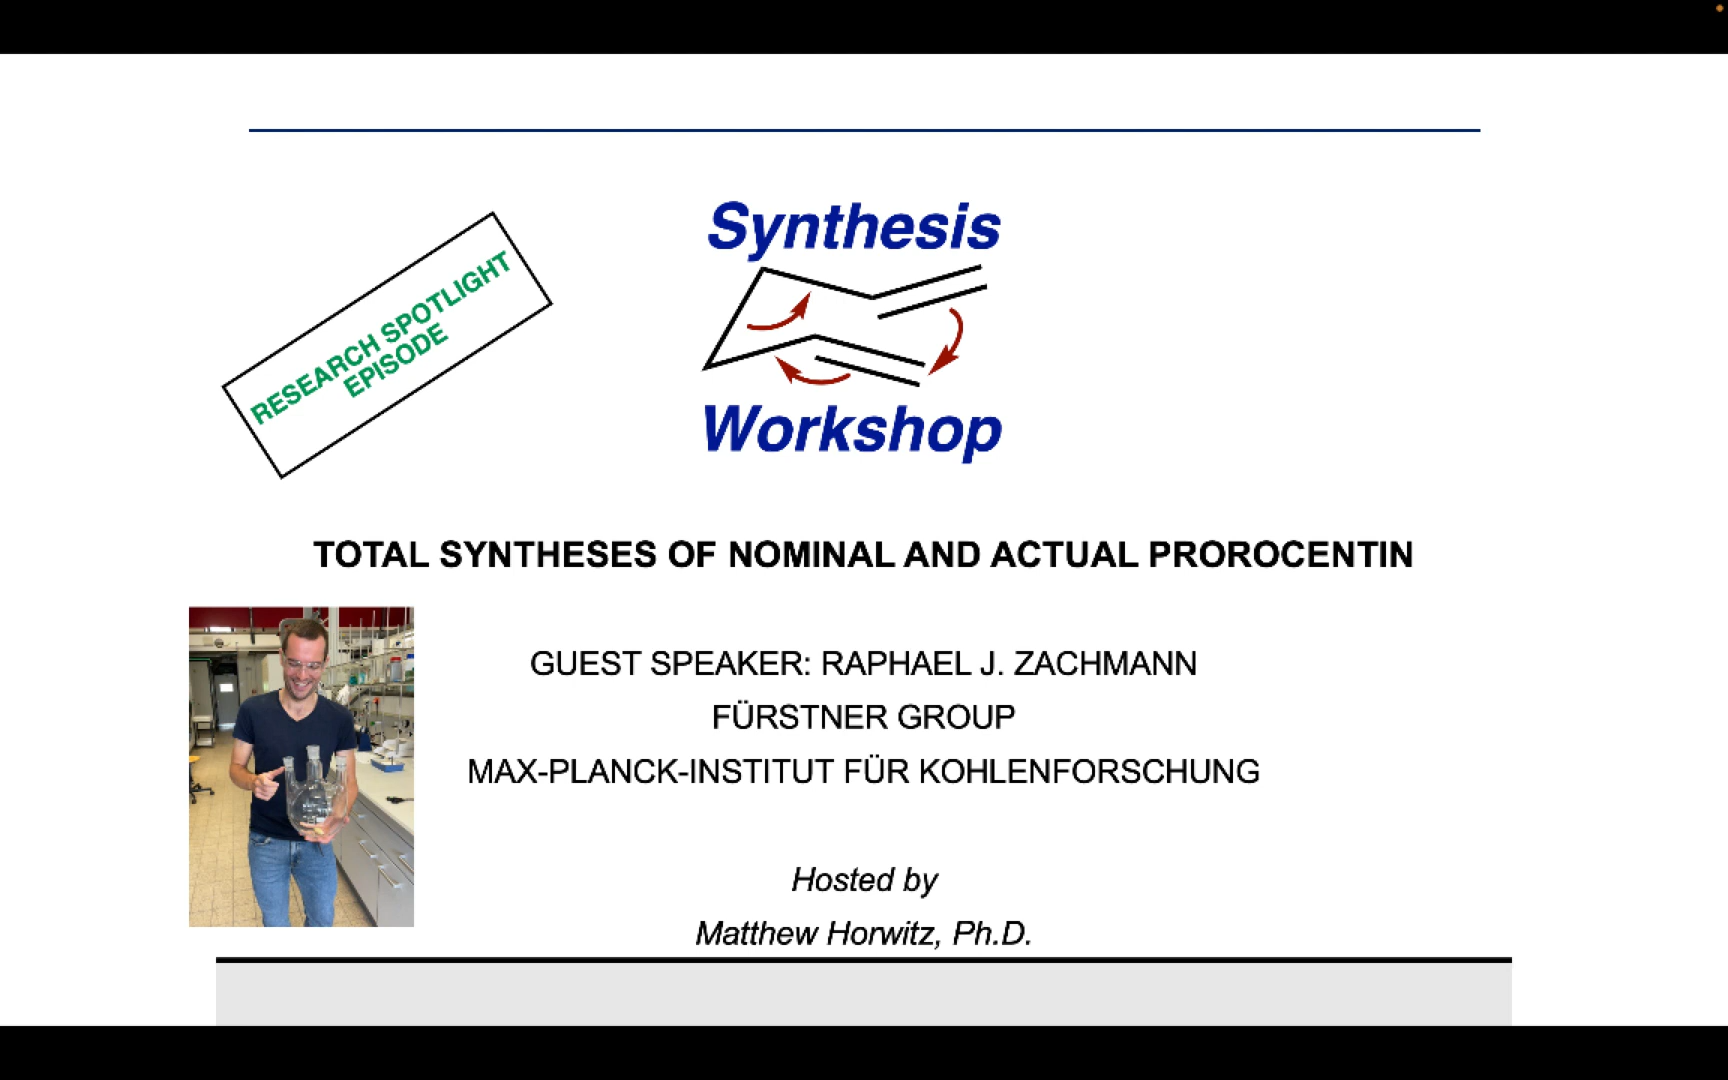 RESEARCH SPOTLIGHT
EPISODE
Synthesis
Workshop
TOTAL SYNTHESES OF NOMINAL AND ACTUAL PROROCENTIN
GUEST SPEAKER: RAPHAEL J. ZACHMANN
FÜRSTNER GROUP
MAX-PLANCK-INSTITUT FÜR KOHLENFORSCHUNG
Hosted by
Matthew Horwitz, Ph.D.